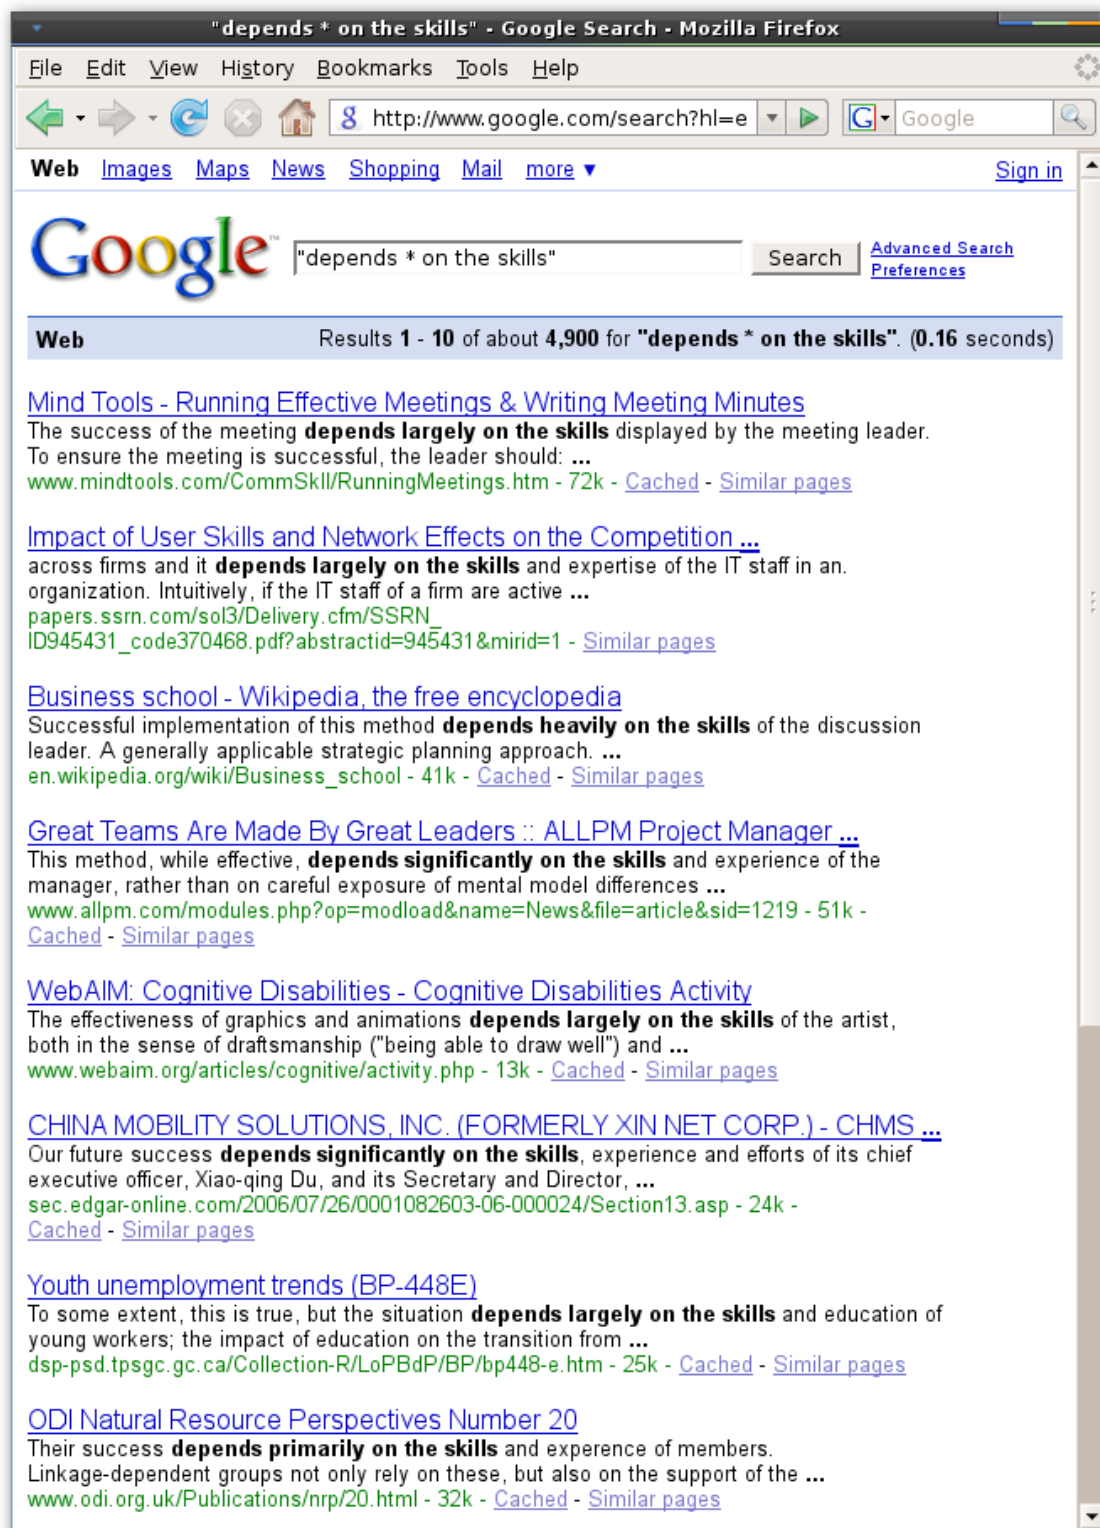 "depends * on the skills" - Google Search - Mozilla Firefox
File Edit View History Bookmarks Tools Help
http://www.google.com/search?hl=e Google
Web Images Maps News Shopping Mail more ▼ Sign in
Google™ "depends * on the skills" Search Advanced Search
Preferences
Web Results 1 - 10 of about 4,900 for "depends * on the skills". (0.16 seconds)
Mind Tools - Running Effective Meetings & Writing Meeting Minutes
The success of the meeting depends largely on the skills displayed by the meeting leader.
To ensure the meeting is successful, the leader should: ...
www.mindtools.com/CommSkll/RunningMeetings.htm - 72k - Cached - Similar pages
Impact of User Skills and Network Effects on the Competition ...
across firms and it depends largely on the skills and expertise of the IT staff in an.
organization. Intuitively, if the IT staff of a firm are active ...
papers.ssrn.com/sol3/Delivery.cfm/SSRN_
ID945431_code370468.pdf?abstractid=945431&mirid=1 - Similar pages
Business school - Wikipedia, the free encyclopedia
Successful implementation of this method depends heavily on the skills of the discussion
leader. A generally applicable strategic planning approach. ...
en.wikipedia.org/wiki/Business_school - 41k - Cached - Similar pages
Great Teams Are Made By Great Leaders :: ALLPM Project Manager ...
This method, while effective, depends significantly on the skills and experience of the
manager, rather than on careful exposure of mental model differences ...
www.allpm.com/modules.php?op=modload&name=News&file=article&sid=1219 - 51k -
Cached - Similar pages
WebAIM: Cognitive Disabilities - Cognitive Disabilities Activity
The effectiveness of graphics and animations depends largely on the skills of the artist,
both in the sense of draftsmanship ("being able to draw well") and ...
www.webaim.org/articles/cognitive/activity.php - 13k - Cached - Similar pages
CHINA MOBILITY SOLUTIONS, INC. (FORMERLY XIN NET CORP.) - CHMS ...
Our future success depends significantly on the skills, experience and efforts of its chief
executive officer, Xiao-qing Du, and its Secretary and Director, ...
sec.edgar-online.com/2006/07/26/0001082603-06-000024/Section13.asp - 24k -
Cached - Similar pages
Youth unemployment trends (BP-448E)
To some extent, this is true, but the situation depends largely on the skills and education of
young workers; the impact of education on the transition from ...
dsp-psd.tpsgc.gc.ca/Collection-R/LoPBdP/BP/bp448-e.htm - 25k - Cached - Similar pages
ODI Natural Resource Perspectives Number 20
Their success depends primarily on the skills and experence of members.
Linkage-dependent groups not only rely on these, but also on the support of the ...
www.odi.org.uk/Publications/nrp/20.html - 32k - Cached - Similar pages